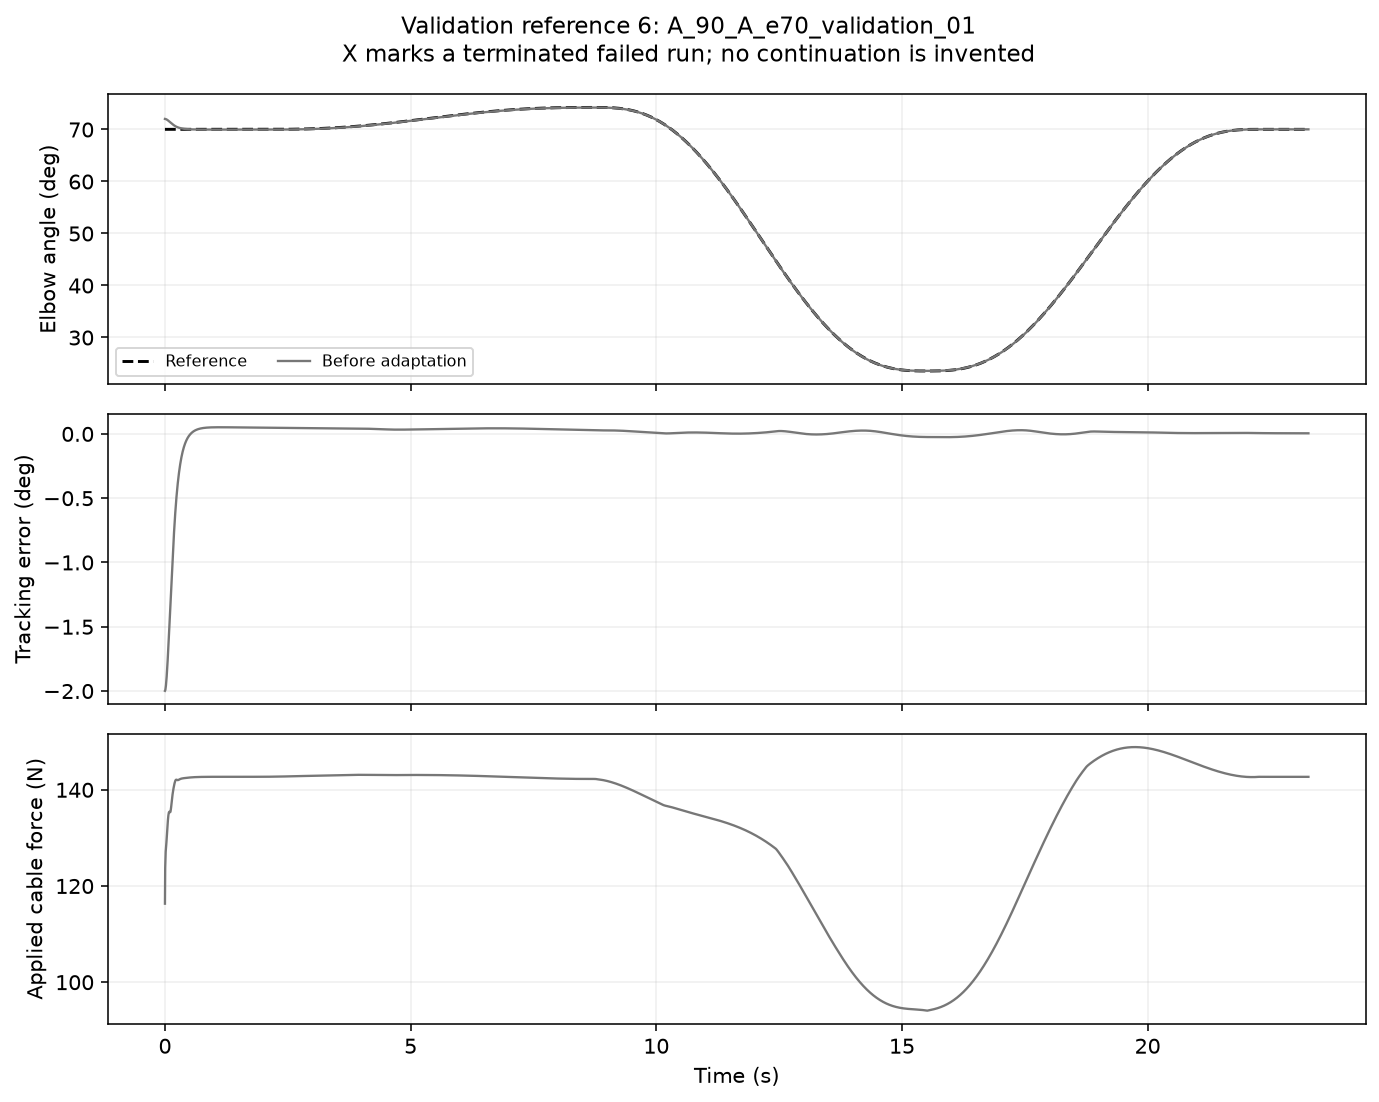 Validation reference 6: A_90_A_e70_validation_01
X marks a terminated failed run; no continuation is invented
Elbow angle (deg)
70
60
50
40
30
Reference
Before adaptation
Tracking error (deg)
0.0
−0.5
−1.0
−1.5
−2.0
Applied cable force (N)
140
120
100
0
5
10
15
20
Time (s)